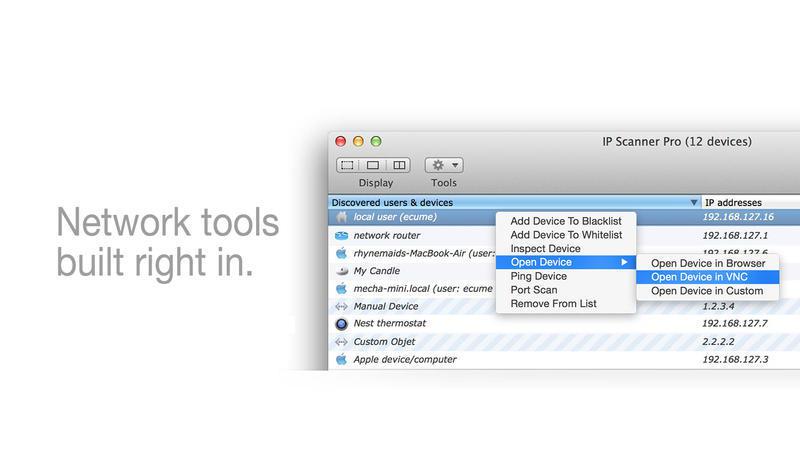 Network tools
built right in.
IP Scanner Pro (12 devices)
Display
Tools
Discovered users & devices
IP addresses
local user (ecume)
192.168.127.16
network router
192.168.127.1
rhynemaids-MacBook-Air (user:
My Candle
mecha-mini.local (user: ecume
Manual Device
1.2.3.4
Nest thermostat
192.168.127.7
Custom Objet
2.2.2.2
Apple device/computer
192.168.127.3
Add Device To Blacklist
Add Device To Whitelist
Inspect Device
Open Device
Ping Device
Port Scan
Remove From List
Open Device in Browser
Open Device in VNC
Open Device in Custom